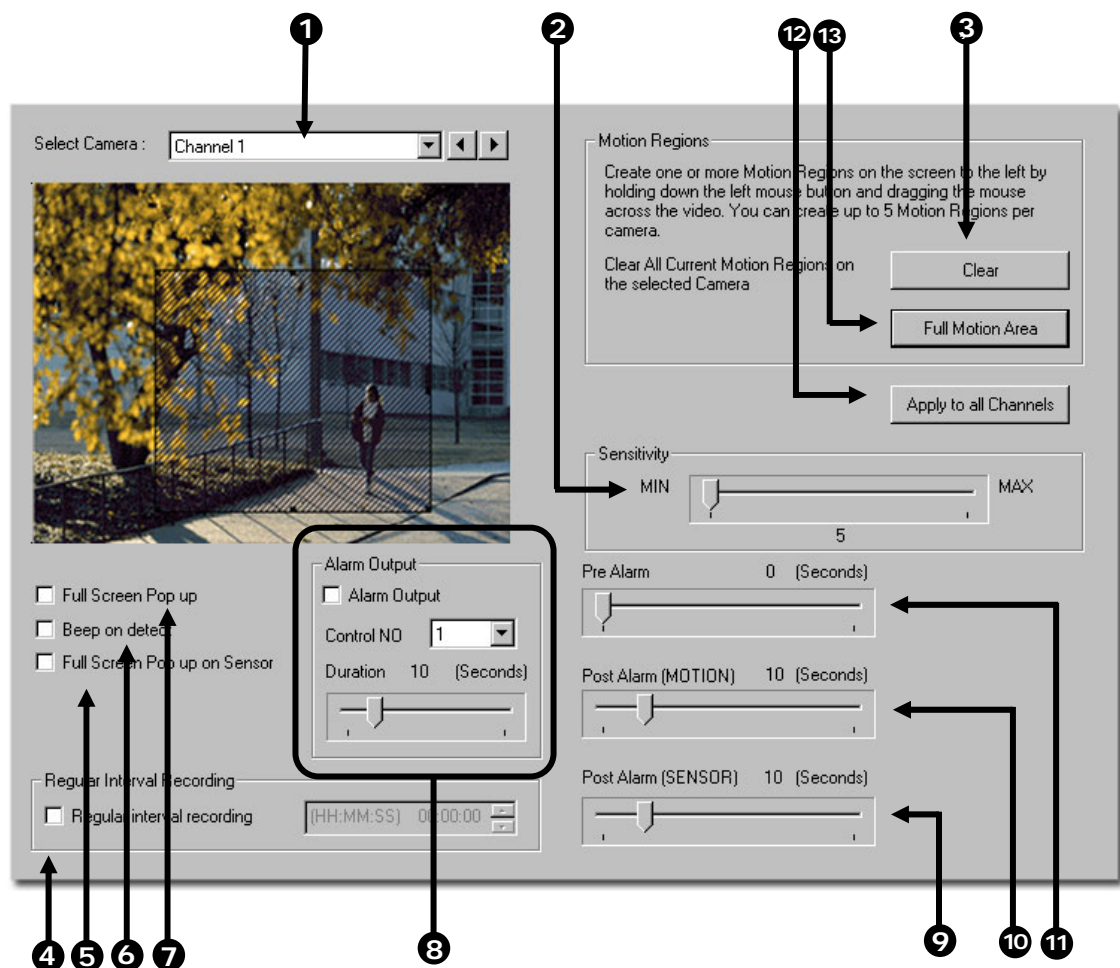 1 2 12 13 3
Select Camera : Channel 1
Motion Regions
Create one or more Motion Regions on the screen to the left by
holding down the left mouse button and dragging the mouse
across the video. You can create up to 5 Motion Regions per
camera.
Clear All Current Motion Regions on
the selected Camera
Clear
Full Motion Area
Apply to all Channels
Sensitivity
MIN MAX
5
Full Screen Pop up
Beep on detect
Full Screen Pop up on Sensor
Alarm Output
Alarm Output
Control NO 1
Duration 10 (Seconds)
Pre Alarm 0 (Seconds)
Post Alarm (MOTION) 10 (Seconds)
Post Alarm (SENSOR) 10 (Seconds)
Regular Interval Recording
Regular interval recording (HH:MM:SS) 00:00:00
4 5 6 7 8 9 10 11